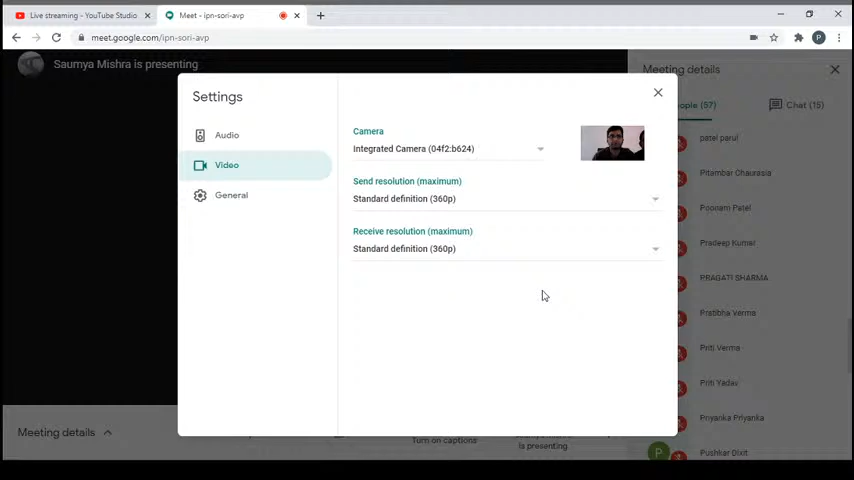 Live streaming - YouTube Studio
Meet - ipn-sori-avp
meet.google.com/ipn-sori-avp
P
Saumya Mishra is presenting
Meeting details
Settings
Audio
Video
General
Camera
Integrated Camera (04f2:b624)
Send resolution (maximum)
Standard definition (360p)
Receive resolution (maximum)
Standard definition (360p)
ople (57)
Chat (15)
patel parul
Pitambar Chaurasia
Poonam Patel
Pradeep Kumar
PRAGATI SHARMA
Pratibha Verma
Priti Verma
Priti Yadav
Priyanka Priyanka
P
Pushkar Dixit
Meeting details
Turn on captions
is presenting